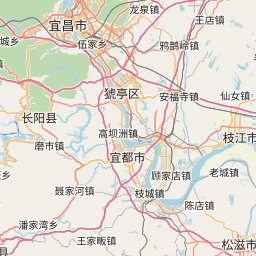 龙泉镇
宜昌市
王店镇
乡
伍家乡
鸦鹊岭镇
猇亭区
安福寺镇
仙女镇
长阳县
高坝洲镇
枝江市
磨市镇
宜都市
顾家店镇
老城镇
聂家河镇
枝城镇
陈店镇
潘家湾乡
王家畈镇
松滋市